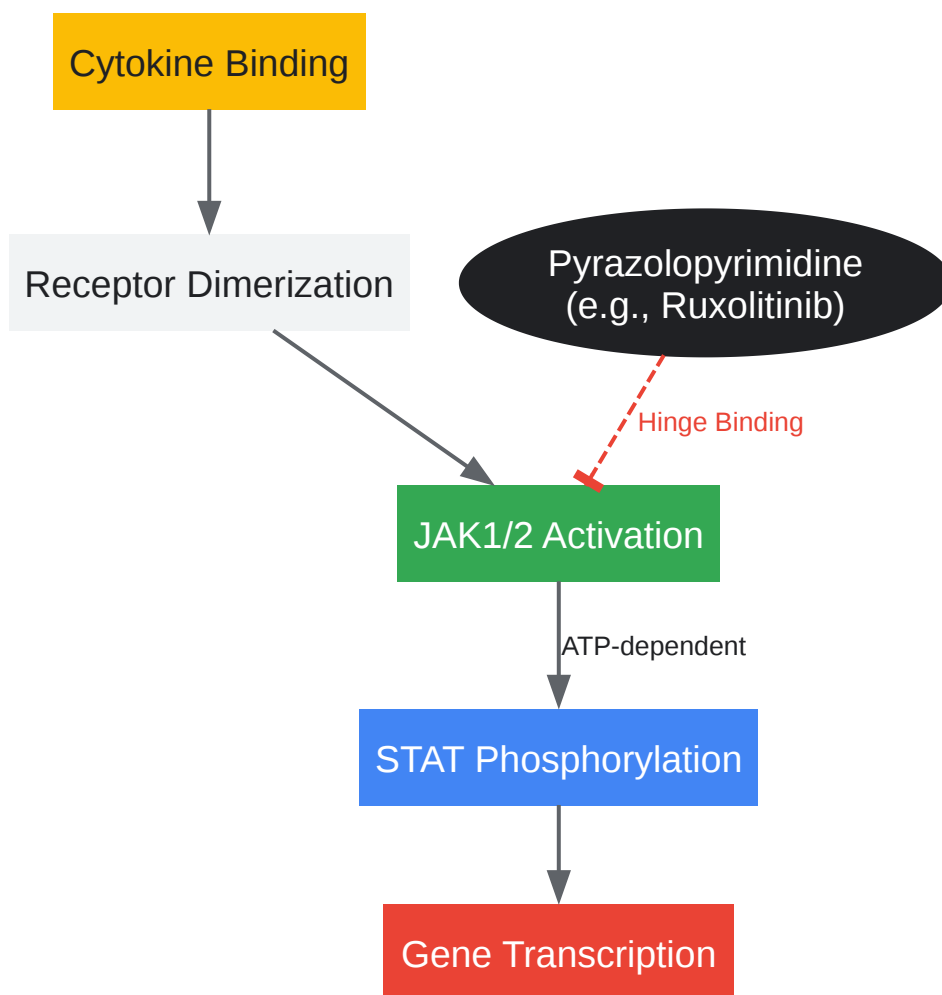 Cytokine Binding
Receptor Dimerization
Pyrazolopyrimidine
(e.g., Ruxolitinib)
Hinge Binding
JAK1/2 Activation
ATP-dependent
STAT Phosphorylation
Gene Transcription